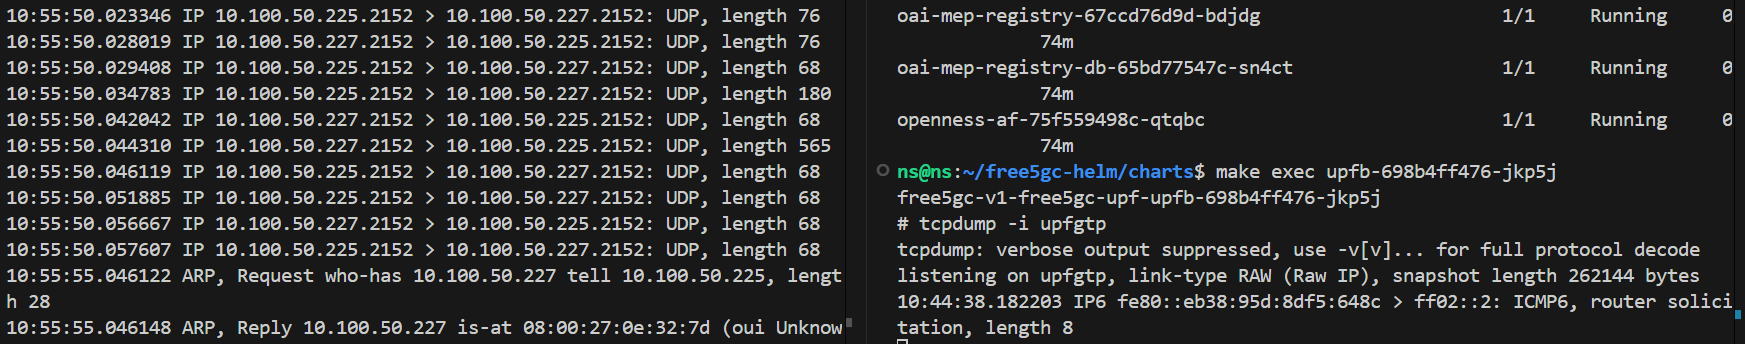 10:55:50.023346 IP 10.100.50.225.2152 > 10.100.50.227.2152: UDP, length 76
10:55:50.028019 IP 10.100.50.227.2152 > 10.100.50.225.2152: UDP, length 76
10:55:50.029408 IP 10.100.50.225.2152 > 10.100.50.227.2152: UDP, length 68
10:55:50.034783 IP 10.100.50.225.2152 > 10.100.50.227.2152: UDP, length 180
10:55:50.042042 IP 10.100.50.227.2152 > 10.100.50.225.2152: UDP, length 68
10:55:50.044310 IP 10.100.50.227.2152 > 10.100.50.225.2152: UDP, length 565
10:55:50.046119 IP 10.100.50.225.2152 > 10.100.50.227.2152: UDP, length 68
10:55:50.051885 IP 10.100.50.225.2152 > 10.100.50.227.2152: UDP, length 68
10:55:50.056667 IP 10.100.50.227.2152 > 10.100.50.225.2152: UDP, length 68
10:55:50.057607 IP 10.100.50.225.2152 > 10.100.50.227.2152: UDP, length 68
10:55:55.046122 ARP, Request who-has 10.100.50.227 tell 10.100.50.225, lengt
h 28
10:55:55.046148 ARP, Reply 10.100.50.227 is-at 08:00:27:0e:32:7d (oui Unknow
oai-mep-registry-67ccd76d9d-bdjdg 1/1 Running 0
74m
oai-mep-registry-db-65bd77547c-sn4ct 1/1 Running 0
74m
openness-af-75f559498c-qtqbc 1/1 Running 0
74m
ns@ns:~/free5gc-helm/charts$ make exec upfb-698b4ff476-jkp5j
free5gc-v1-free5gc-upf-upfb-698b4ff476-jkp5j
# tcpdump -i upfgtp
tcpdump: verbose output suppressed, use -v[v]... for full protocol decode
listening on upfgtp, link-type RAW (Raw IP), snapshot length 262144 bytes
10:44:38.182203 IP6 fe80::eb38:95d:8df5:648c > ff02::2: ICMP6, router solici
tation, length 8